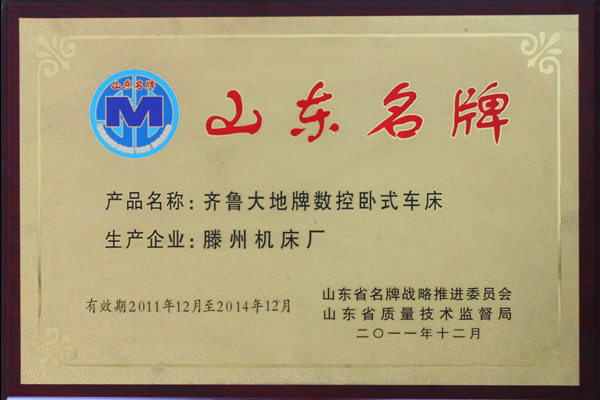 山东名牌
M
SHANDONG TOP BRAND
山东名牌
产品名称：齐鲁大地牌数控卧式车床
生产企业：滕州机床厂
有效期2011年12月至2014年12月
山东省名牌战略推进委员会
山东省质量技术监督局
二〇一一年十二月